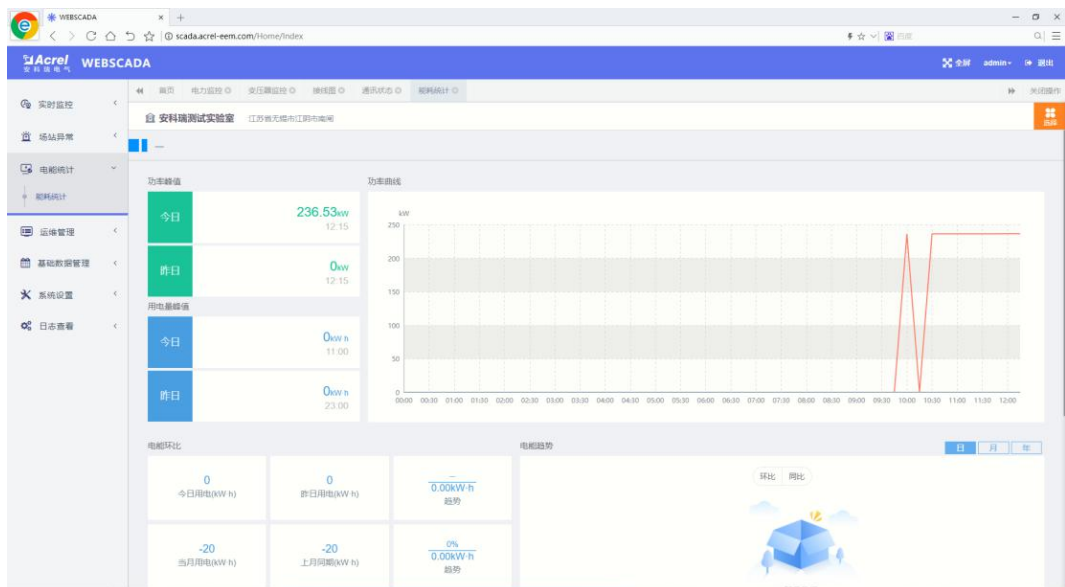 WEBSCADA
scada.acrel-eem.com/Home/Index
百度
Acrel WEBSCADA
安科瑞电气
全屏 admin 退出
首页 电力监控 变压器监控 接线图 通讯状态 能耗统计 关闭操作
实时监控
安科瑞测试实验室 江苏省无锡市江阴市南闸
场站异常
电能统计
能耗统计
运维管理
基础数据管理
系统设置
日志查看
功率峰值
今日 236.53kW
12:15
昨日 0kW
12:15
用电量峰值
今日 0kW·h
11:00
昨日 0kW·h
23:00
功率曲线
kW
250
200
150
100
50
0
00:00 00:30 01:00 01:30 02:00 02:30 03:00 03:30 04:00 04:30 05:00 05:30 06:00 06:30 07:00 07:30 08:00 08:30 09:00 09:30 10:00 10:30 11:00 11:30 12:00
电能环比
0
今日用电(kW·h)
0
昨日用电(kW·h)
--
0.00kW·h
趋势
-20
当月用电(kW·h)
-20
上月同期(kW·h)
0%
0.00kW·h
趋势
电能趋势
日 月 年
环比 同比